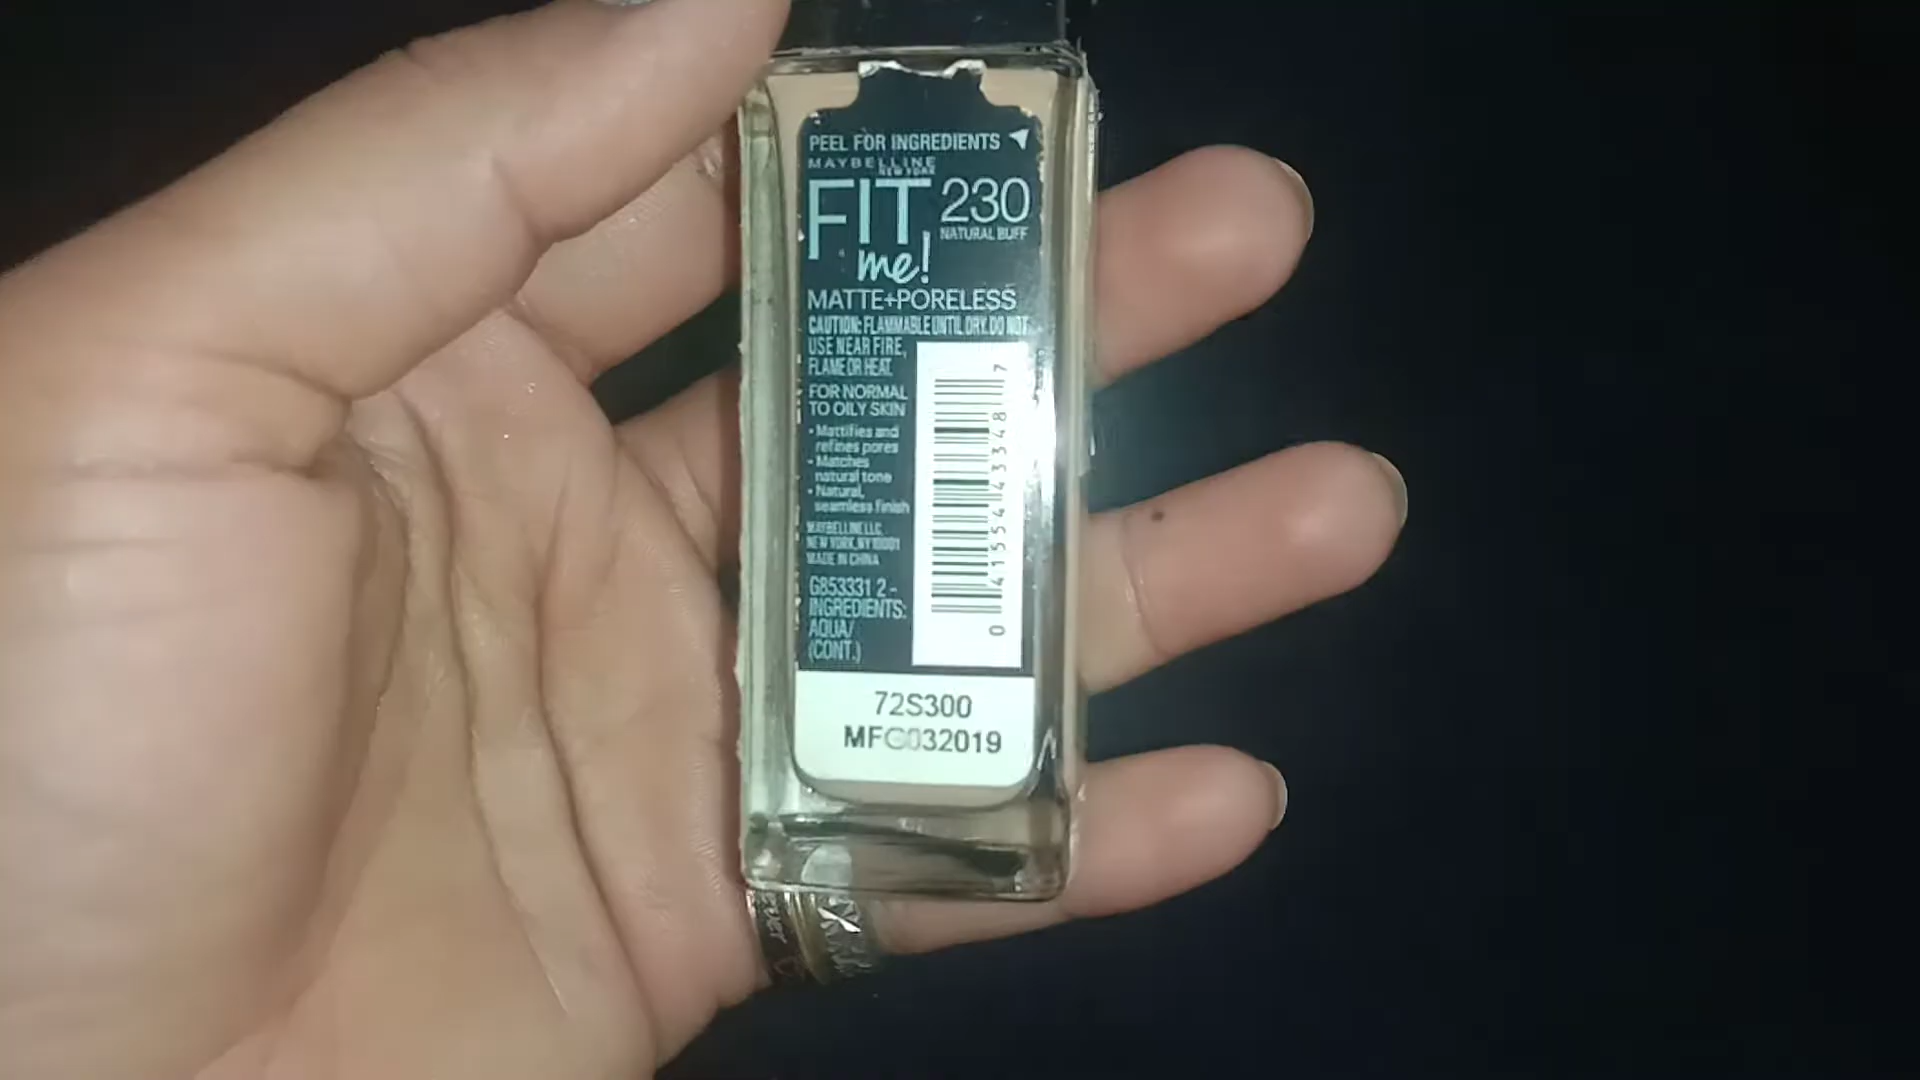 PEEL FOR INGREDIENTS
MAYBELLINE
NEW YORK
FIT
me!
230
NATURAL BUFF
MATTE+PORELESS
CAUTION: FLAMMABLE UNTIL DRY. DO NOT
USE NEAR FIRE,
FLAME OR HEAT.
FOR NORMAL
TO OILY SKIN
• Mattifies and
refines pores
• Matches
natural tone
• Natural,
seamless finish
MAYBELLINE LLC,
NEW YORK, NY 10001
MADE IN CHINA
G853331 2 -
INGREDIENTS:
AQUA/
(CONT.)
0 41554 43348 7
72S300
MFG032019